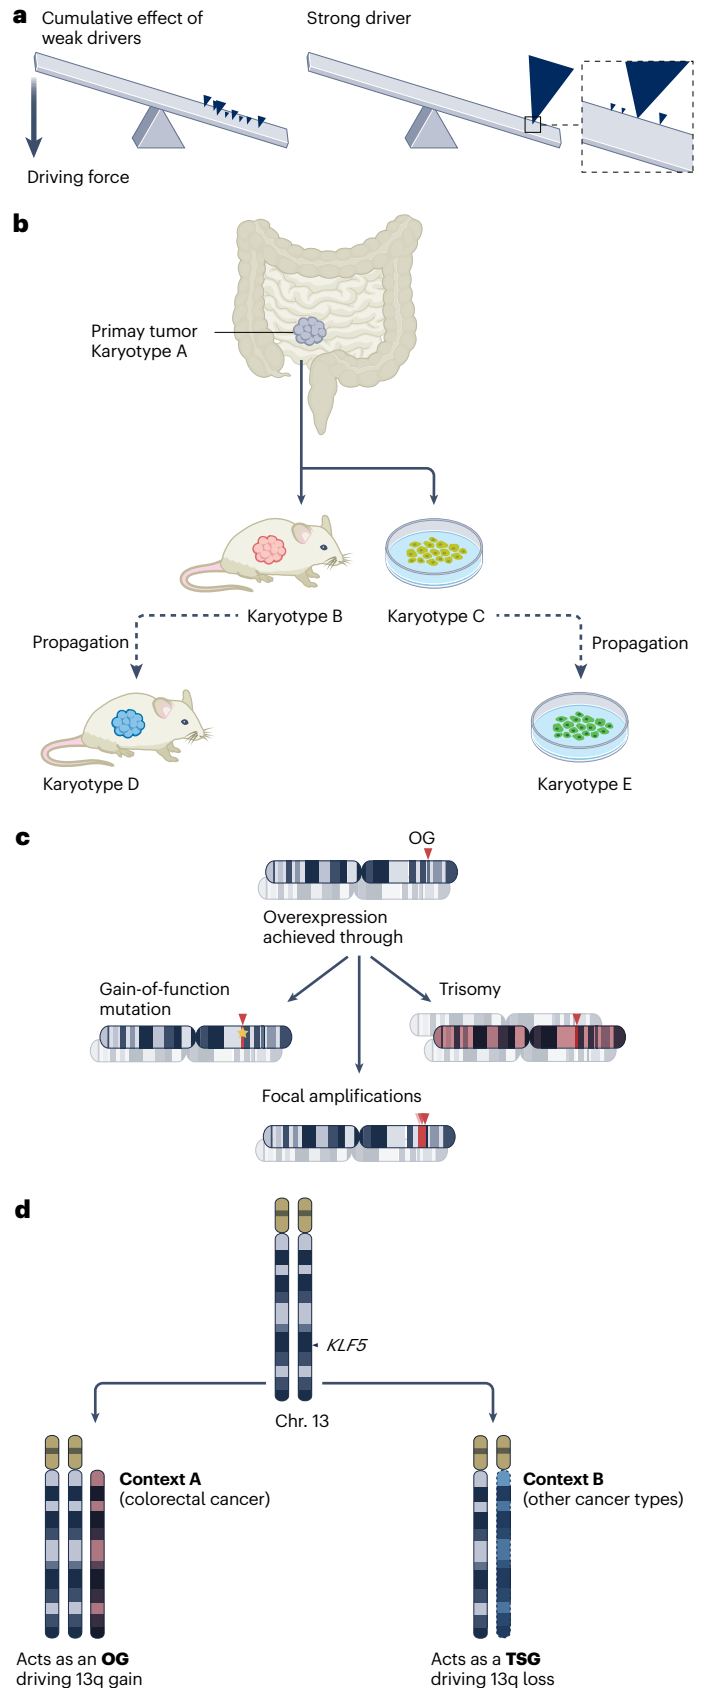 a
Cumulative effect of
weak drivers
Strong driver
Driving force
b
Primay tumor
Karyotype A
Karyotype B
Karyotype C
Propagation
Propagation
Karyotype D
Karyotype E
c
OG
Overexpression
achieved through
Gain-of-function
mutation
Trisomy
Focal amplifications
d
KLF5
Chr. 13
Context A
(colorectal cancer)
Context B
(other cancer types)
Acts as an OG
driving 13q gain
Acts as a TSG
driving 13q loss